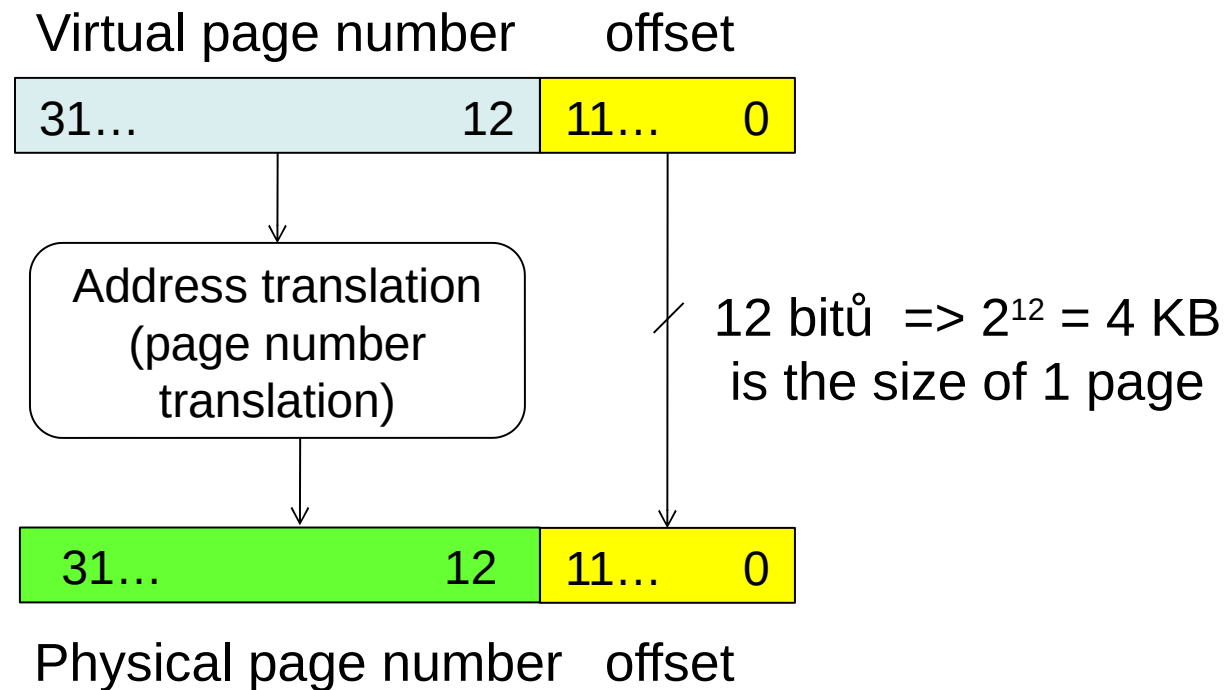 Virtual page number offset
31… 12 11… 0
Address translation
(page number
translation)
12 bitů => 2¹² = 4 KB
is the size of 1 page
31… 12 11… 0
Physical page number offset